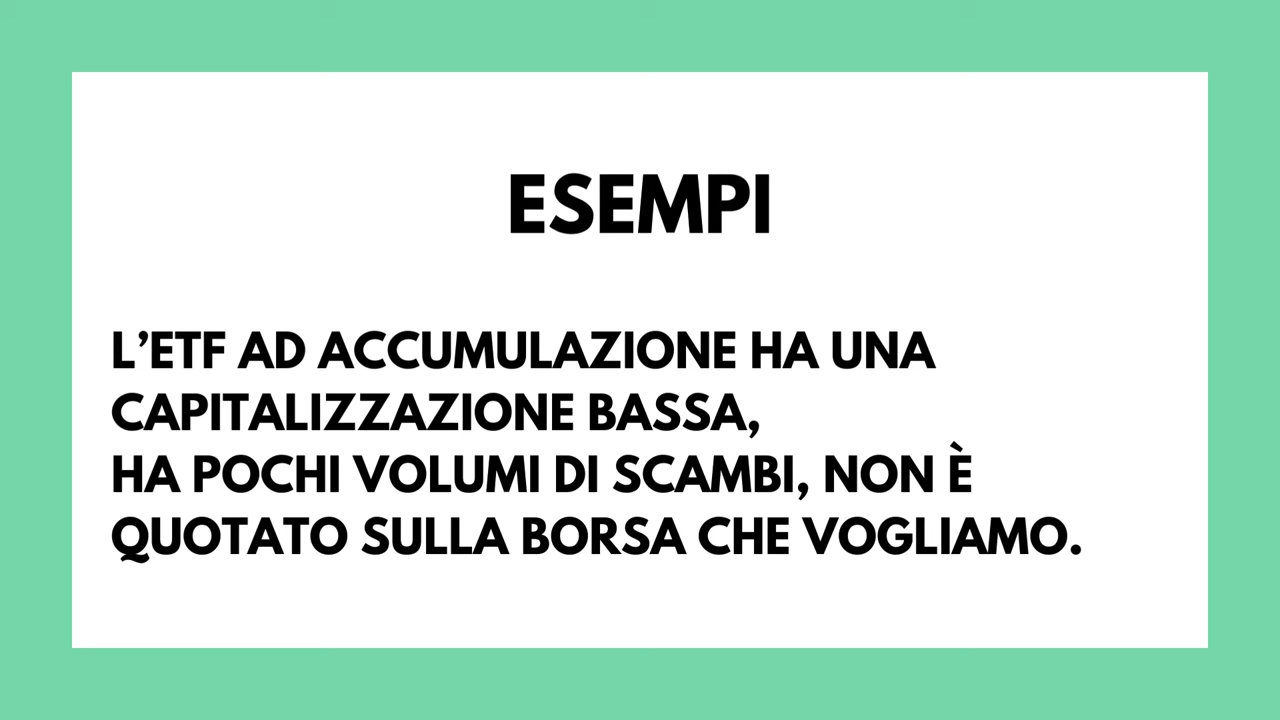 ESEMPI
L'ETF AD ACCUMULAZIONE HA UNA
CAPITALIZZAZIONE BASSA,
HA POCHI VOLUMI DI SCAMBI, NON È
QUOTATO SULLA BORSA CHE VOGLIAMO.